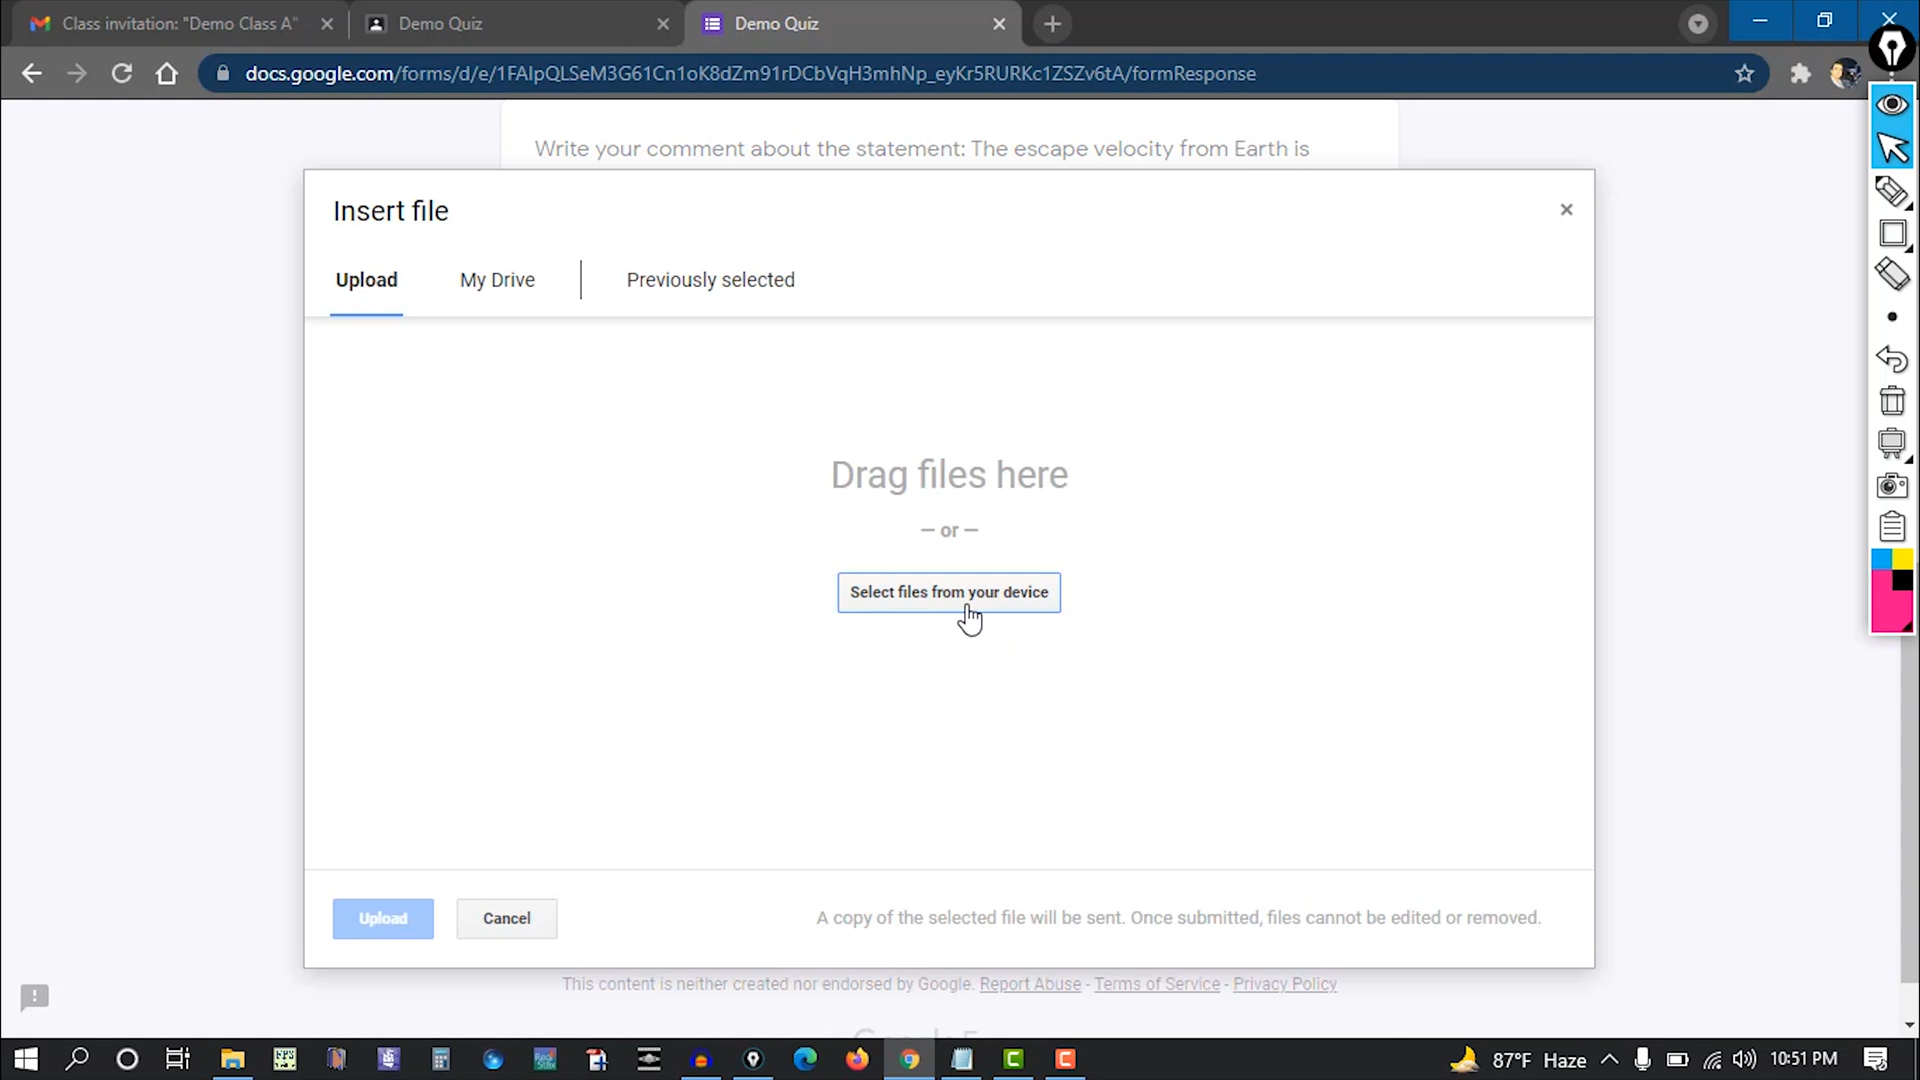 Class invitation: "Demo Class A"
Demo Quiz
Demo Quiz
docs.google.com/forms/d/e/1FAIpQLSeM3G61Cn1oK8dZm91rDCbVqH3mhNp_eyKr5RURKc1ZSZv6tA/formResponse
Write your comment about the statement: The escape velocity from Earth is
Insert file
Upload
My Drive
Previously selected
Drag files here
— or —
Select files from your device
Upload
Cancel
A copy of the selected file will be sent. Once submitted, files cannot be edited or removed.
This content is neither created nor endorsed by Google. Report Abuse - Terms of Service - Privacy Policy
87°F Haze
10:51 PM